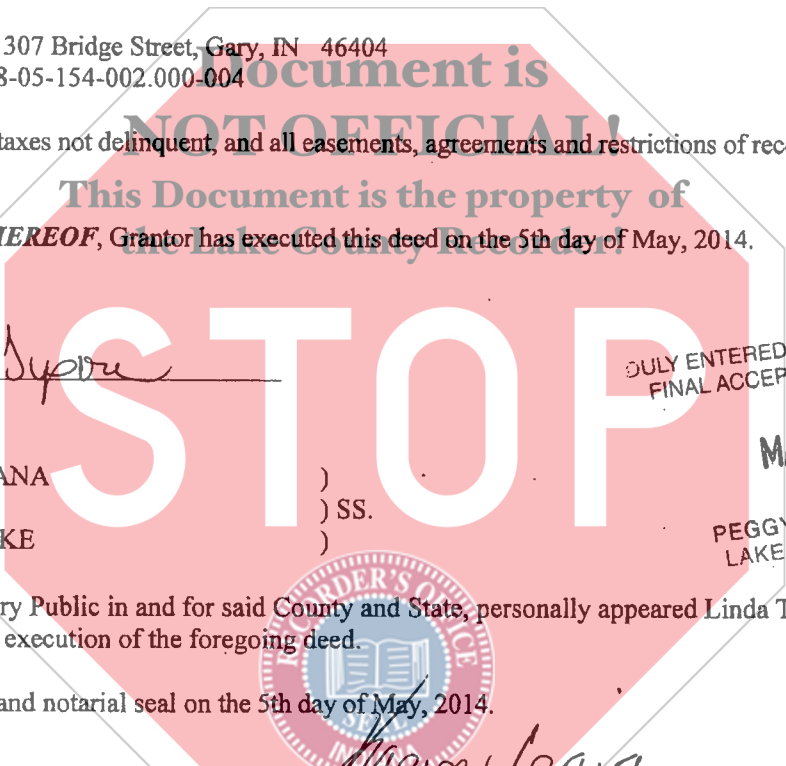 307 Bridge Street, Gary, IN 46404
Document is
8-05-154-002.000-004
NOT OFFICIAL!
taxes not delinquent, and all easements, agreements and restrictions of rec
This Document is the property of
HEREOF, Grantor has executed this deed on the 5th day of May, 2014.
the Lake County Recorder!
STOP
DULY ENTERED
FINAL ACCEP
ANA )
) SS.
KE )
PEGGY
LAKE
RECORDER'S OFFICE
ry Public in and for said County and State, personally appeared Linda T
execution of the foregoing deed.
and notarial seal on the 5th day of May, 2014.
SEAL
INDIANA